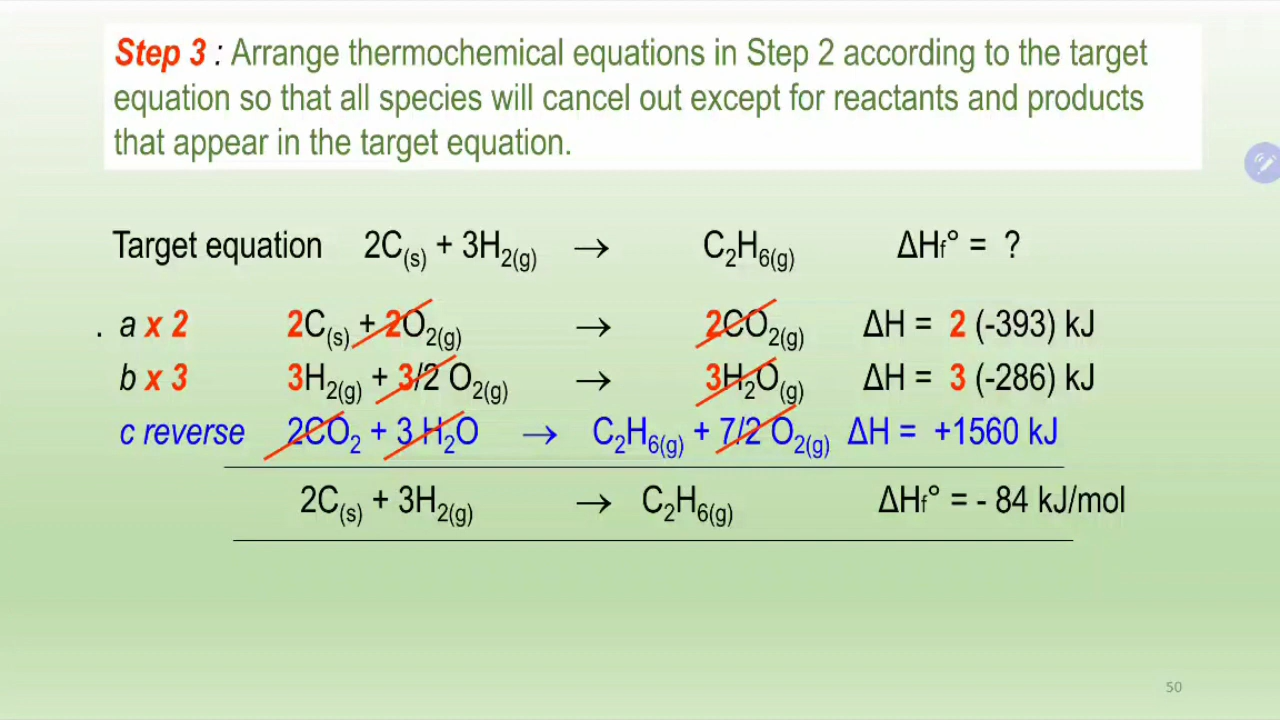 Step 3 : Arrange thermochemical equations in Step 2 according to the target
equation so that all species will cancel out except for reactants and products
that appear in the target equation.
Target equation 2C(s) + 3H2(g) → C2H6(g) ΔHf° = ?
. a x 2 2C(s) + 2O2(g) → 2CO2(g) ΔH = 2 (-393) kJ
b x 3 3H2(g) + 3/2 O2(g) → 3H2O(g) ΔH = 3 (-286) kJ
c reverse 2CO2 + 3 H2O → C2H6(g) + 7/2 O2(g) ΔH = +1560 kJ
2C(s) + 3H2(g) → C2H6(g) ΔHf° = - 84 kJ/mol
50